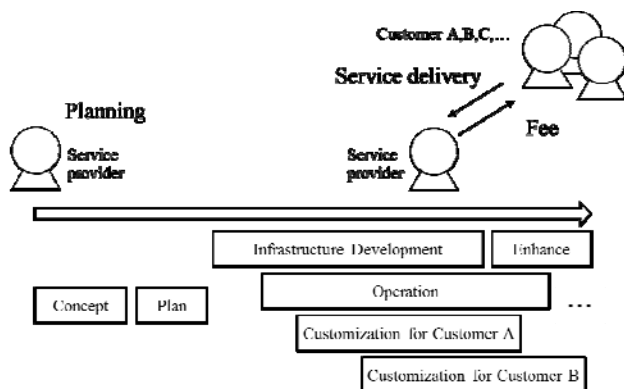 Customer A,B,C,…
Service delivery
Planning
Fee
Service
provider
Service
provider
Infrastructure Development
Enhance
Concept
Plan
Operation
...
Customization for Customer A
Customization for Customer B